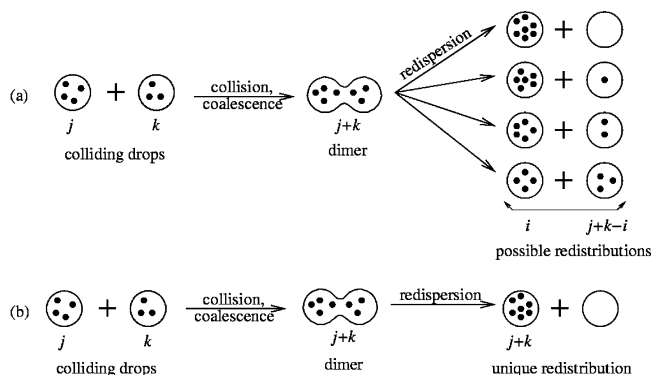 (a)
j
k
colliding drops
collision,
coalescence
j+k
dimer
redispersion
i
j+k−i
possible redistributions
(b)
j
k
colliding drops
collision,
coalescence
j+k
dimer
redispersion
j+k
unique redistribution